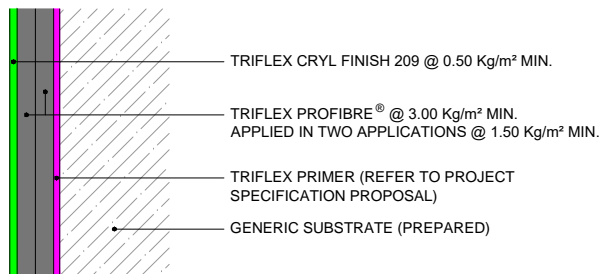 TRIFLEX CRYL FINISH 209 @ 0.50 Kg/m² MIN.
TRIFLEX PROFIBRE® @ 3.00 Kg/m² MIN.
APPLIED IN TWO APPLICATIONS @ 1.50 Kg/m² MIN.
TRIFLEX PRIMER (REFER TO PROJECT
SPECIFICATION PROPOSAL)
GENERIC SUBSTRATE (PREPARED)